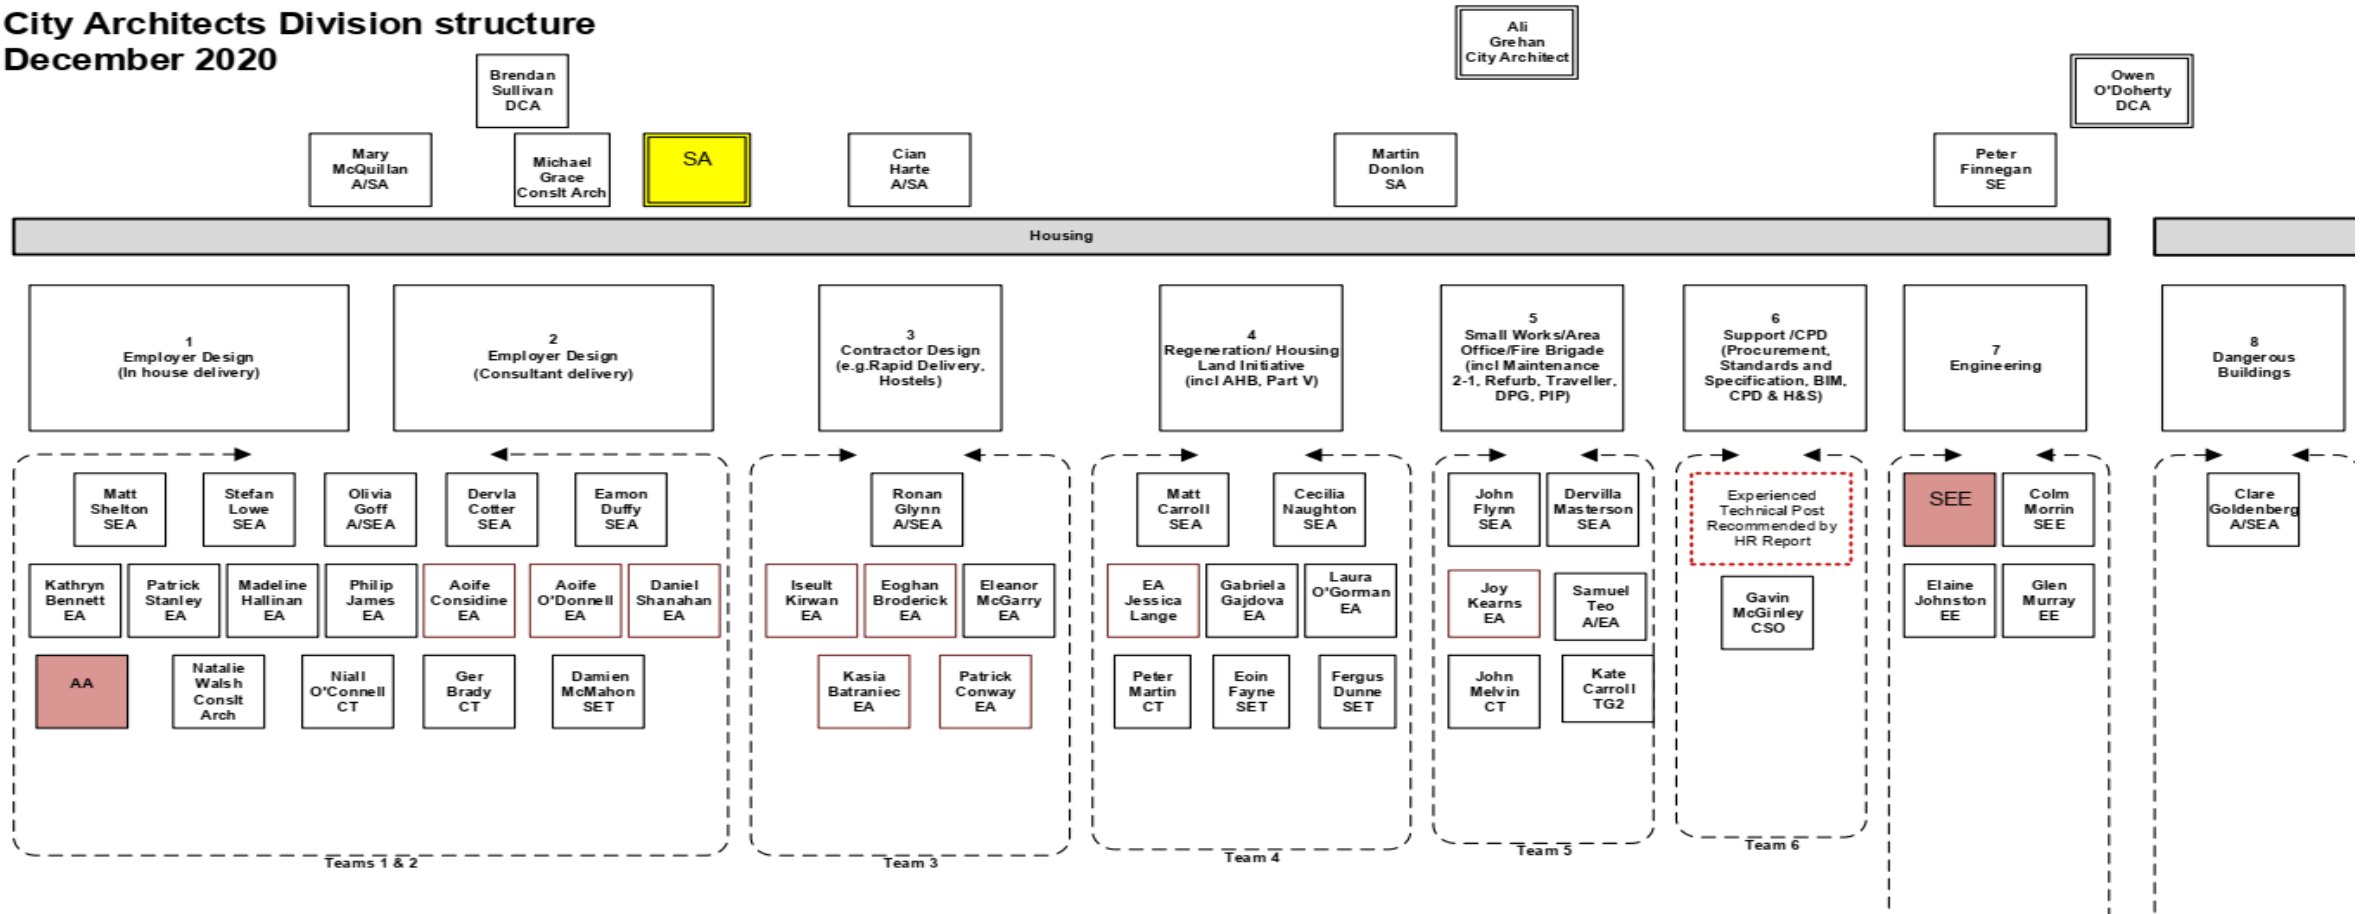 City Architects Division structure
December 2020
Ali
Grehan
City Architect
Brendan
Sullivan
DCA
Owen
O'Doherty
DCA
Mary
McQuillan
A/SA
Michael
Grace
Conslt Arch
SA
Cian
Harte
A/SA
Martin
Donlon
SA
Peter
Finnegan
SE
Housing
1
Employer Design
(In house delivery)
2
Employer Design
(Consultant delivery)
3
Contractor Design
(e.g.Rapid Delivery,
Hostels)
4
Regeneration/ Housing
Land Initiative
(incl AHB, Part V)
5
Small Works/Area
Office/Fire Brigade
(incl Maintenance
2-1, Refurb, Traveller,
DPG, PIP)
6
Support /CPD
(Procurement,
Standards and
Specification, BIM,
CPD & H&S)
7
Engineering
8
Dangerous
Buildings
Matt
Shelton
SEA
Stefan
Lowe
SEA
Olivia
Goff
A/SEA
Dervla
Cotter
SEA
Eamon
Duffy
SEA
Kathryn
Bennett
EA
Patrick
Stanley
EA
Madeline
Hallinan
EA
Philip
James
EA
Aoife
Considine
EA
Aoife
O'Donnell
EA
Daniel
Shanahan
EA
AA
Natalie
Walsh
Conslt
Arch
Niall
O'Connell
CT
Ger
Brady
CT
Damien
McMahon
SET
Teams 1 & 2
Ronan
Glynn
A/SEA
Iseult
Kirwan
EA
Eoghan
Broderick
EA
Eleanor
McGarry
EA
Kasia
Batraniec
EA
Patrick
Conway
EA
Team 3
Matt
Carroll
SEA
Cecilia
Naughton
SEA
EA
Jessica
Lange
Gabriela
Gajdova
EA
Laura
O'Gorman
EA
Peter
Martin
CT
Eoin
Fayne
SET
Fergus
Dunne
SET
Team 4
John
Flynn
SEA
Dervilla
Masterson
SEA
Joy
Kearns
EA
Samuel
Teo
A/EA
John
Melvin
CT
Kate
Carroll
TG2
Team 5
Experienced
Technical Post
Recommended by
HR Report
Gavin
McGinley
CSO
Team 6
SEE
Colm
Morrin
SEE
Elaine
Johnston
EE
Glen
Murray
EE
Clare
Goldenberg
A/SEA